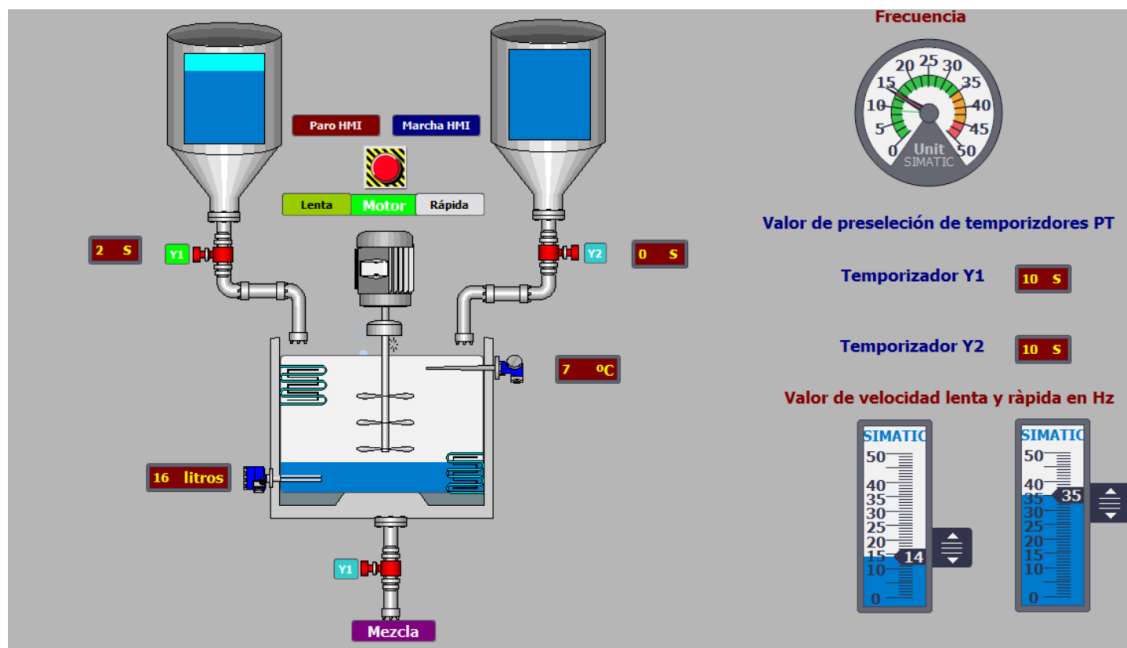 Frecuencia
0 5 10 15 20 25 30 35 40 45 50
Unit
SIMATIC
Paro HMI
Marcha HMI
Lenta Motor Rápida
2 S
Y1
Y2
0 S
Valor de preseleción de temporizdores PT
Temporizador Y1
10 S
Temporizador Y2
10 S
7 ºC
16 litros
Y1
Mezcla
Valor de velocidad lenta y ràpida en Hz
SIMATIC
50
40
35
30
25
20
15
14
10
0
SIMATIC
50
40
35
35
30
25
20
15
10
0